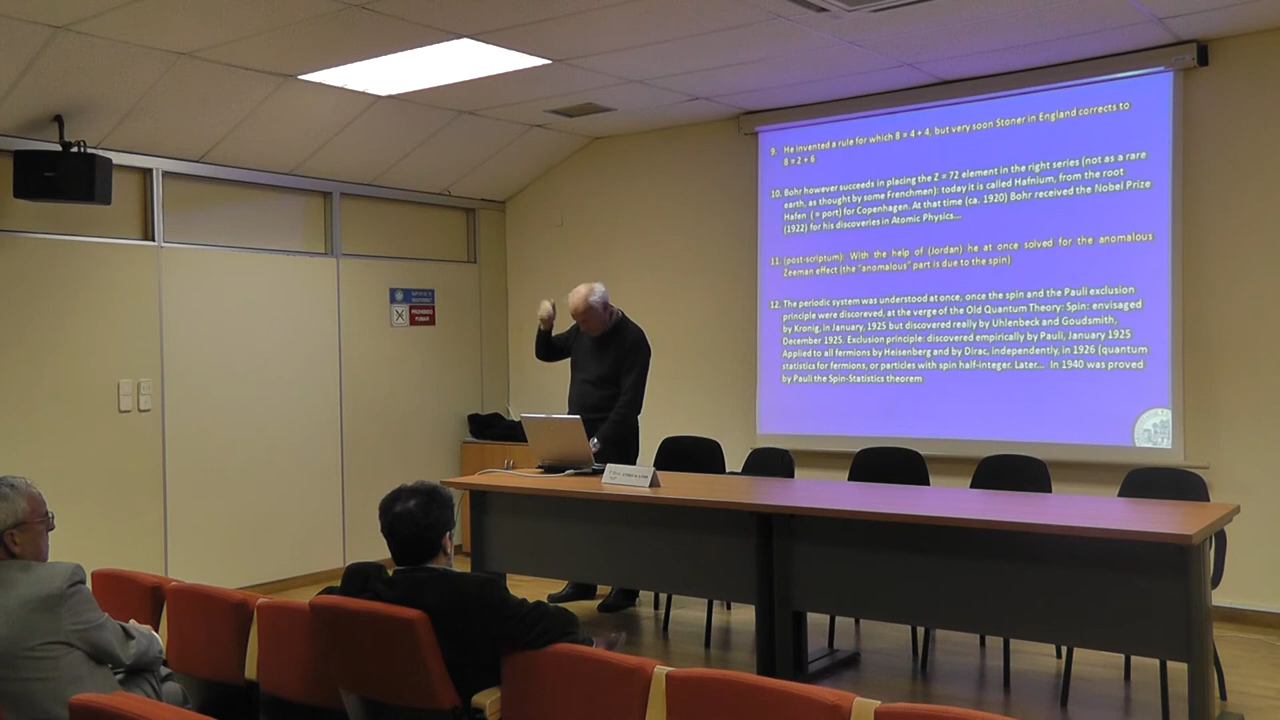 9. He invented a rule for which 8 = 4 + 4, but very soon Stoner in England corrects to
8 = 2 + 6
10. Bohr however succeeds in placing the Z = 72 element in the right series (not as a rare
earth, as thought by some Frenchmen): today it is called Hafnium, from the root
Hafen ( = port) for Copenhagen. At that time (ca. 1920) Bohr received the Nobel Prize
(1922) for his discoveries in Atomic Physics...
11. (post-scriptum): With the help of (Jordan) he at once solved for the anomalous
Zeeman effect (the "anomalous" part is due to the spin)
12. The periodic system was understood at once, once the spin and the Pauli exclusion
principle were discoreved, at the verge of the Old Quantum Theory: Spin: envisaged
by Kronig, in January, 1925 but discovered really by Uhlenbeck and Goudsmith,
December 1925. Exclusion principle: discovered empirically by Pauli, January 1925
Applied to all fermions by Heisenberg and by Dirac, independently, in 1926 (quantum
statistics for fermions, or particles with spin half-integer. Later... In 1940 was proved
by Pauli the Spin-Statistics theorem
PROHIBIDO
FUMAR